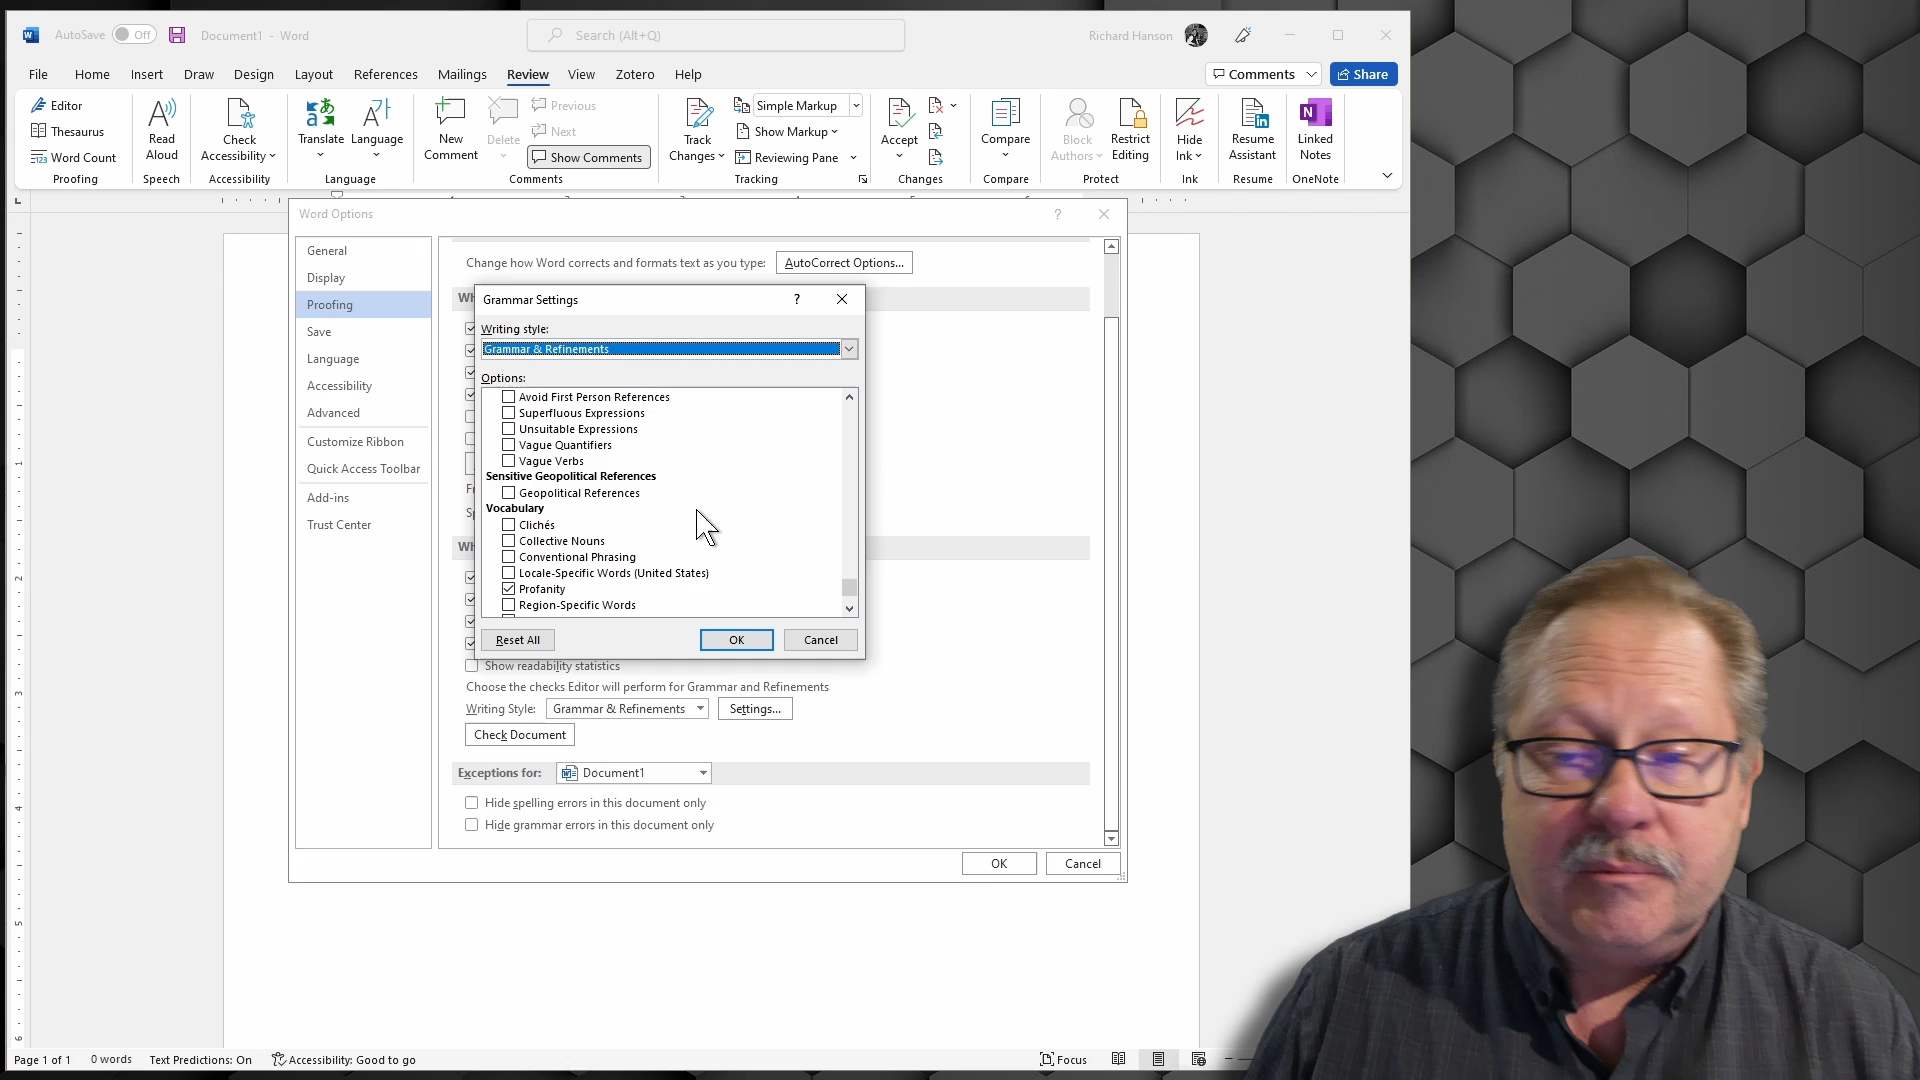 AutoSave Off Document1 - Word Search (Alt+Q) Richard Hanson
File Home Insert Draw Design Layout References Mailings Review View Zotero Help Comments Share
Editor
Thesaurus
Word Count
Proofing
Read Aloud
Speech
Check Accessibility
Accessibility
Translate
Language
Language
New Comment
Delete
Previous
Next
Show Comments
Comments
Track Changes
Simple Markup
Show Markup
Reviewing Pane
Tracking
Accept
Changes
Compare
Compare
Block Authors
Restrict Editing
Protect
Hide Ink
Ink
Resume Assistant
Resume
Linked Notes
OneNote
Word Options
General
Display
Proofing
Save
Language
Accessibility
Advanced
Customize Ribbon
Quick Access Toolbar
Add-ins
Trust Center
Change how Word corrects and formats text as you type: AutoCorrect Options...
Grammar Settings
Writing style:
Grammar & Refinements
Options:
Avoid First Person References
Superfluous Expressions
Unsuitable Expressions
Vague Quantifiers
Vague Verbs
Sensitive Geopolitical References
Geopolitical References
Vocabulary
Clichés
Collective Nouns
Conventional Phrasing
Locale-Specific Words (United States)
Profanity
Region-Specific Words
Reset All OK Cancel
Show readability statistics
Choose the checks Editor will perform for Grammar and Refinements
Writing Style: Grammar & Refinements Settings...
Check Document
Exceptions for: Document1
Hide spelling errors in this document only
Hide grammar errors in this document only
OK Cancel
Page 1 of 1 0 words Text Predictions: On Accessibility: Good to go Focus